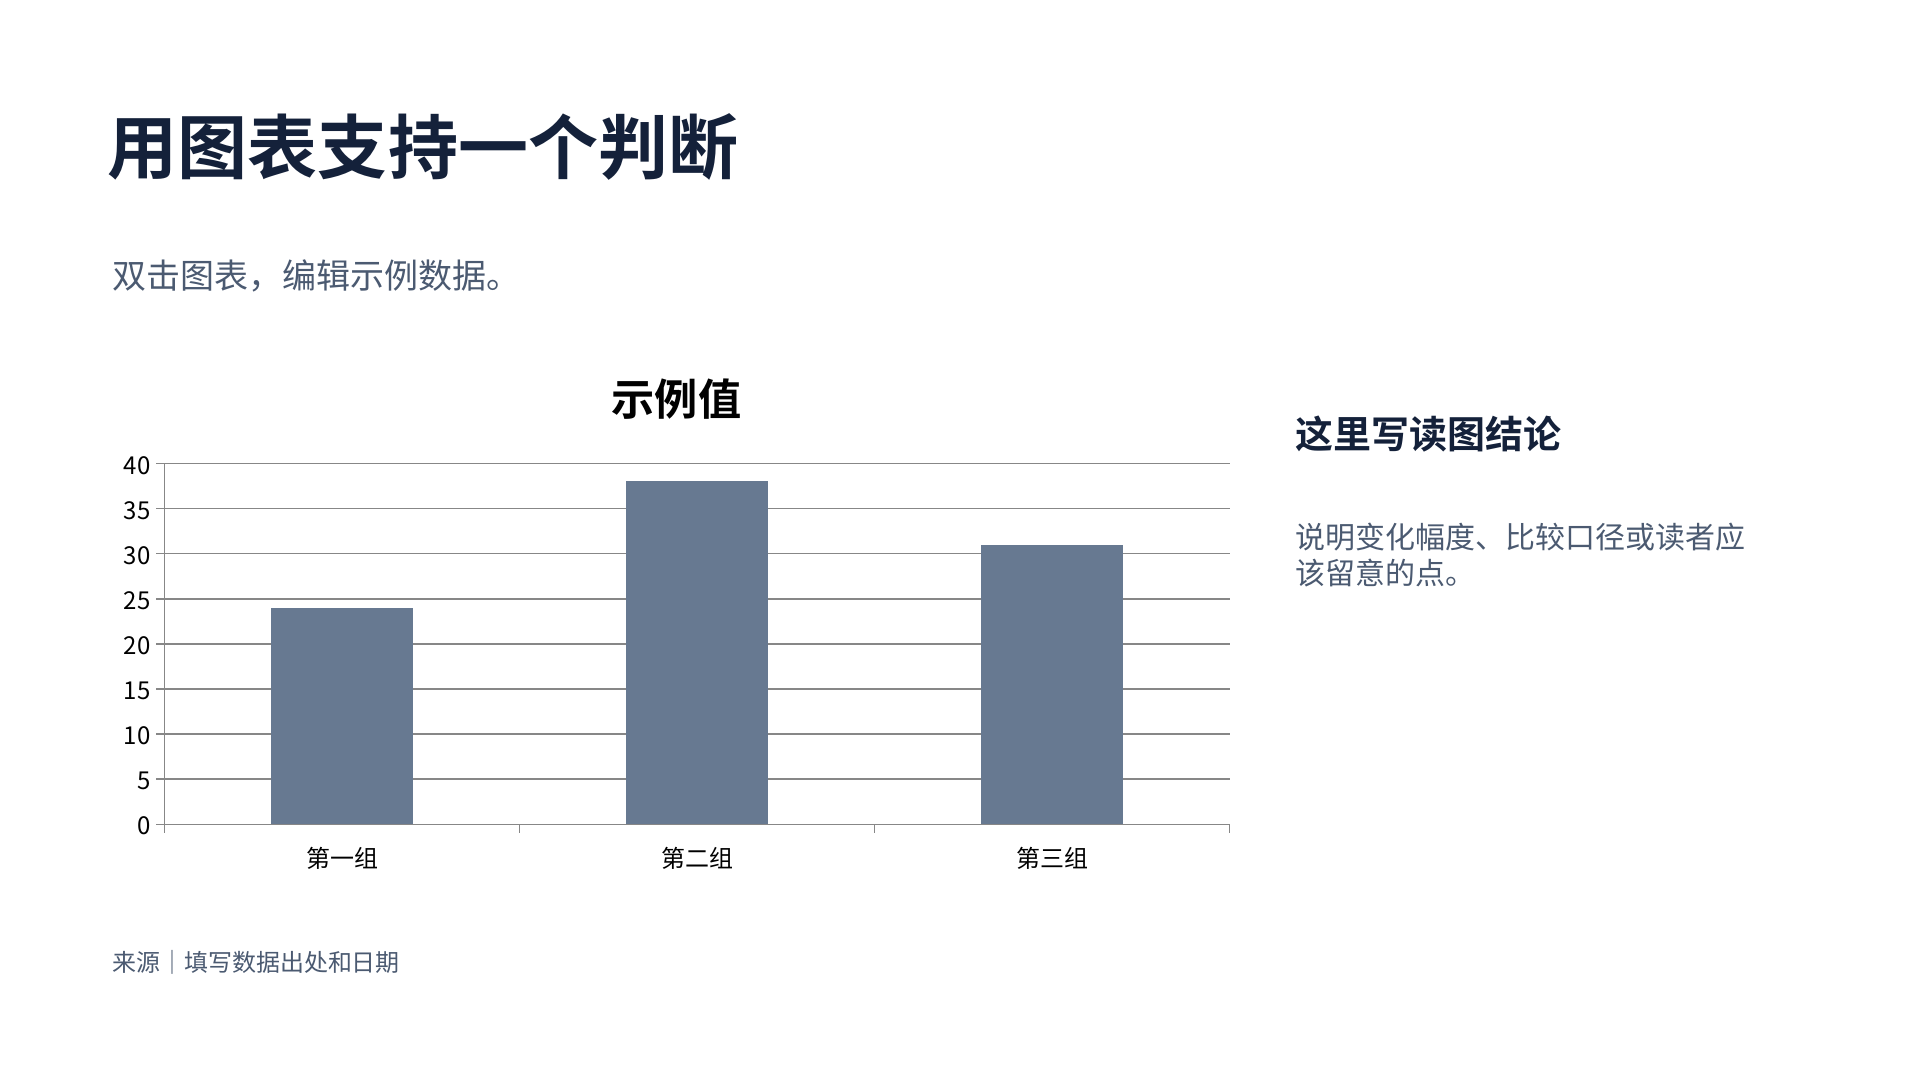 用图表支持一个判断
双击图表，编辑示例数据。
示例值
40
35
30
25
20
15
10
5
0
第一组
第二组
第三组
这里写读图结论
说明变化幅度、比较口径或读者应
该留意的点。
来源｜填写数据出处和日期